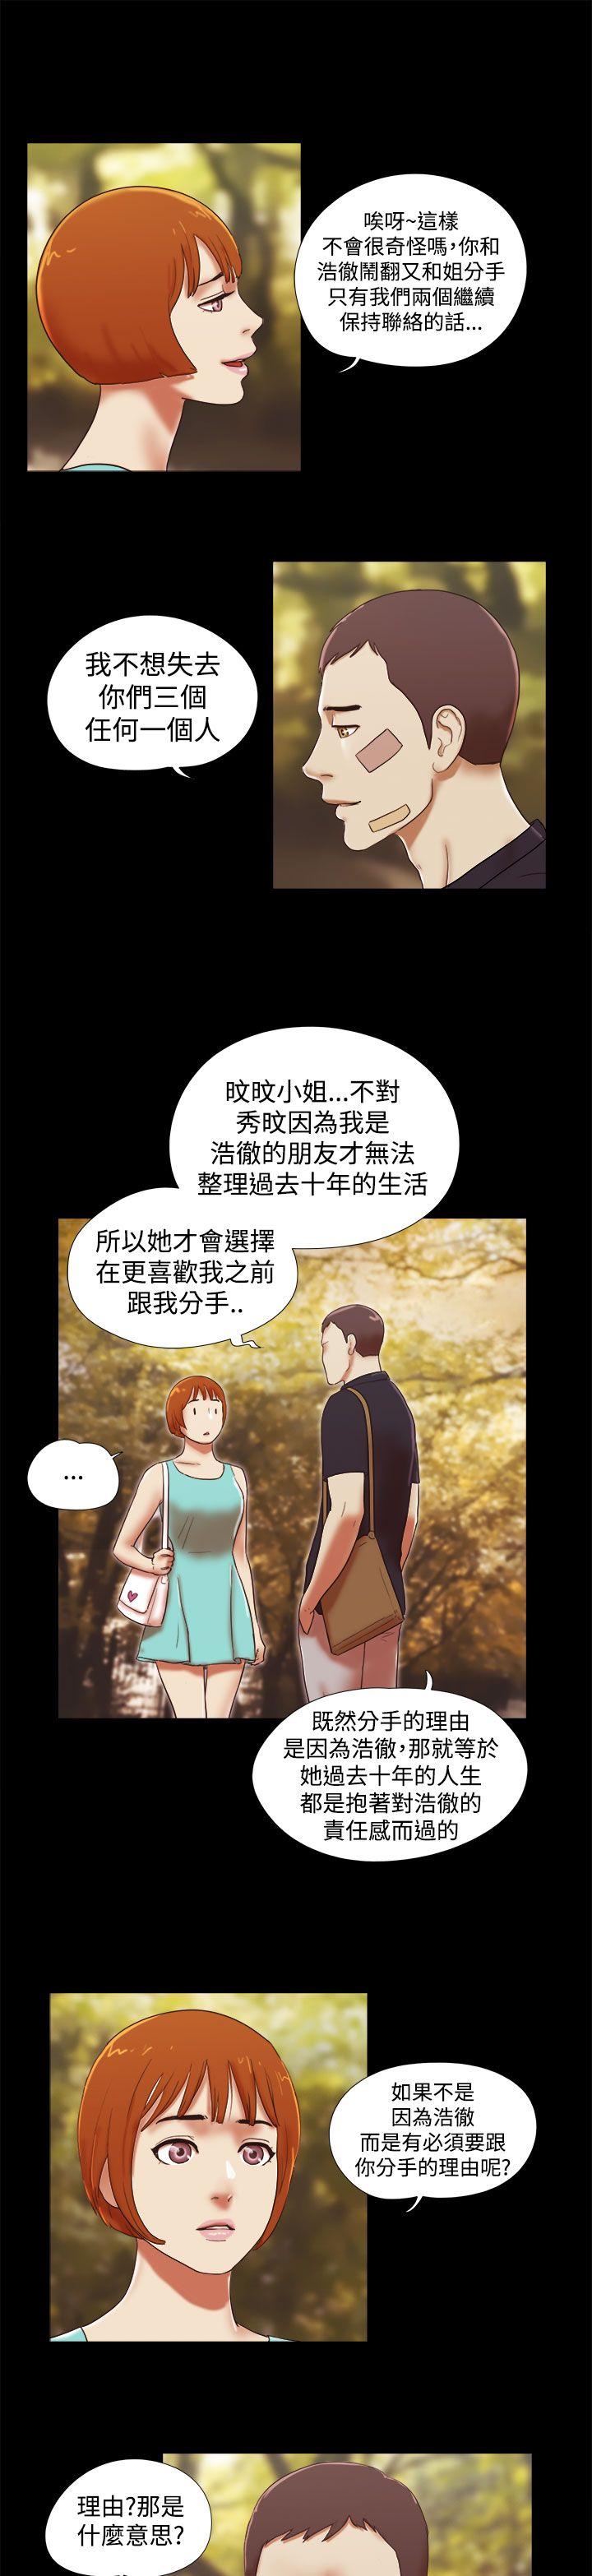 唉呀~這樣
不會很奇怪嗎,你和
浩徹鬧翻又和姐分手
只有我們兩個繼續
保持聯絡的話...
我不想失去
你們三個
任何一個人
旼旼小姐...不對
秀旼因為我是
浩徹的朋友才無法
整理過去十年的生活
所以她才會選擇
在更喜歡我之前
跟我分手..
...
既然分手的理由
是因為浩徹,那就等於
她過去十年的人生
都是抱著對浩徹的
責任感而過的
如果不是
因為浩徹
而是有必須要跟
你分手的理由呢?
理由?那是
什麼意思?